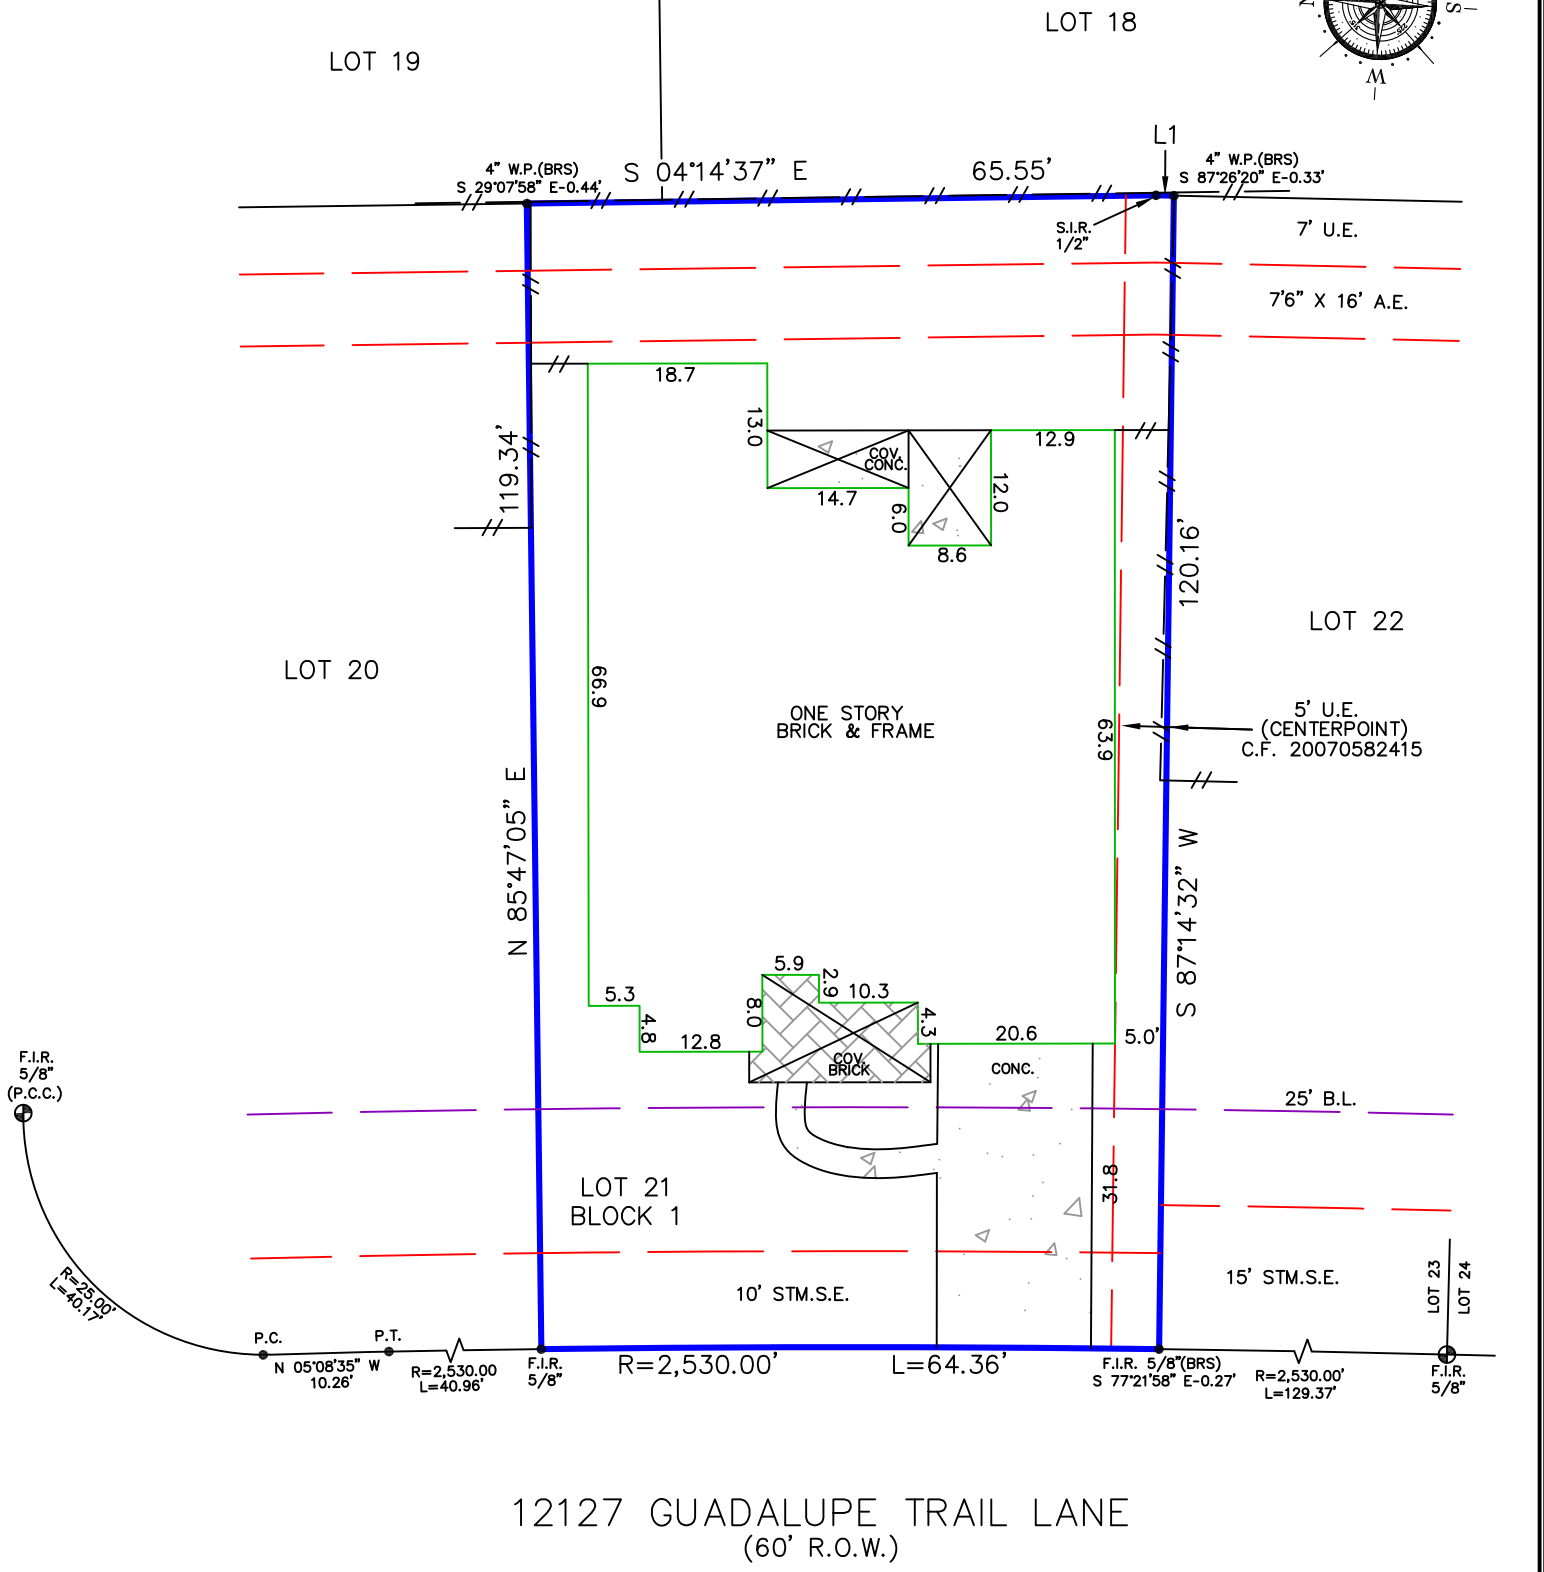 LOT 18
S
N
W
LOT 19
L1
4" W.P.(BRS)
S 29°07'58" E-0.44'
S 04°14'37" E
65.55'
4" W.P.(BRS)
S 87°26'20" E-0.33'
S.I.R.
1/2"
7' U.E.
7'6" X 16' A.E.
18.7
13.0
COV.
CONC.
14.7
6.0
8.6
12.0
12.9
119.34'
120.16'
LOT 20
LOT 22
66.9
ONE STORY
BRICK & FRAME
63.9
5' U.E.
(CENTERPOINT)
C.F. 20070582415
N 85°47'05" E
S 87°14'32" W
5.3
4.8
12.8
8.0
5.9
2.9
10.3
4.3
COV.
BRICK
20.6
5.0'
CONC.
F.I.R.
5/8"
(P.C.C.)
25' B.L.
31.8
LOT 21
BLOCK 1
R=25.00'
L=40.17'
10' STM.S.E.
15' STM.S.E.
LOT 23
LOT 24
P.C.
P.T.
N 05°08'35" W
10.26'
R=2,530.00
L=40.96'
F.I.R.
5/8"
R=2,530.00'
L=64.36'
F.I.R. 5/8"(BRS)
S 77°21'58" E-0.27'
R=2,530.00'
L=129.37'
F.I.R.
5/8"
12127 GUADALUPE TRAIL LANE
(60' R.O.W.)